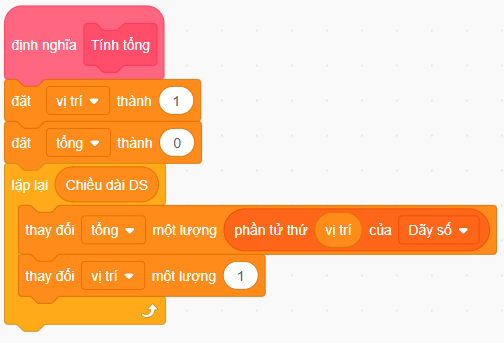 định nghĩa Tính tổng
đặt vị trí thành 1
đặt tổng thành 0
lặp lại Chiều dài DS
thay đổi tổng một lượng phần tử thứ vị trí của Dãy số
thay đổi vị trí một lượng 1